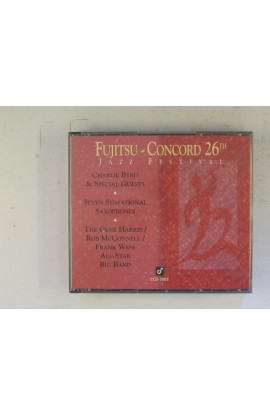 FUJITSU - CONCORD 26TH
JAZZ FESTIVAL
CHARLIE BYRD
& SPECIAL GUESTS
SEVEN SENSATIONAL
SAXOPHONES
THE GENE HARRIS /
ROB MCCONNELL /
FRANK WESS
ALL-STAR
BIG BAND